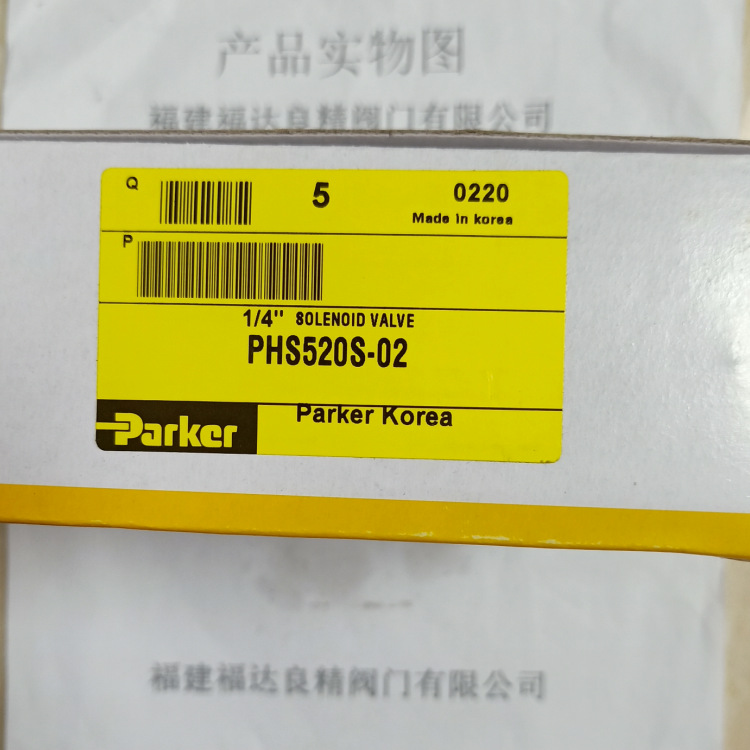 产品实物图
福建福达良精阀门有限公司
Q 5 0220
Made in korea
P
1/4" SOLENOID VALVE
PHS520S-02
Parker Parker Korea
福建福达良精阀门有限公司